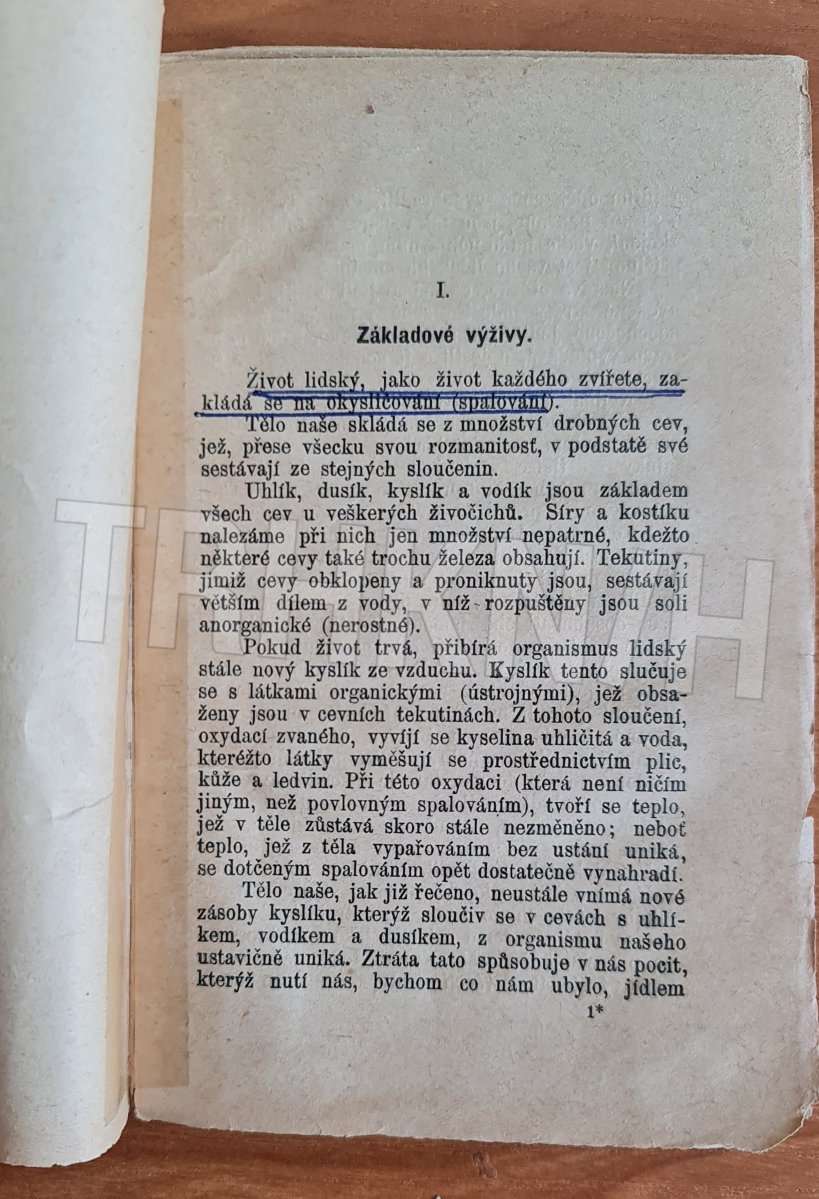 I.
Základové výživy.
Život lidský, jako život každého zvířete, za-
kládá se na okysličování (spalování).
Tělo naše skládá se z množství drobných cev,
jež, přese všecku svou rozmanitosť, v podstatě své
sestávají ze stejných sloučenin.
Uhlík, dusík, kyslík a vodík jsou základem
všech cev u veškerých živočichů. Síry a kostíku
nalezáme při nich jen množství nepatrné, kdežto
některé cevy také trochu železa obsahují. Tekutiny,
jimiž cevy obklopeny a proniknuty jsou, sestávají
větším dílem z vody, v níž rozpuštěny jsou soli
anorganické (nerostné).
Pokud život trvá, přibírá organismus lidský
stále nový kyslík ze vzduchu. Kyslík tento slučuje
se s látkami organickými (ústrojnými), jež obsa-
ženy jsou v cevních tekutinách. Z tohoto sloučení,
oxydací zvaného, vyvíjí se kyselina uhličitá a voda,
kteréžto látky vyměšují se prostřednictvím plic,
kůže a ledvin. Při této oxydaci (která není ničím
jiným, než povlovným spalováním), tvoří se teplo,
jež v těle zůstává skoro stále nezměněno; neboť
teplo, jež z těla vypařováním bez ustání uniká,
se dotčeným spalováním opět dostatečně vynahradí.
Tělo naše, jak již řečeno, neustále vnímá nové
zásoby kyslíku, kterýž sloučiv se v cevách s uhlí-
kem, vodíkem a dusíkem, z organismu našeho
ustavičně uniká. Ztráta tato spůsobuje v nás pocit,
kterýž nutí nás, bychom co nám ubylo, jídlem
1*